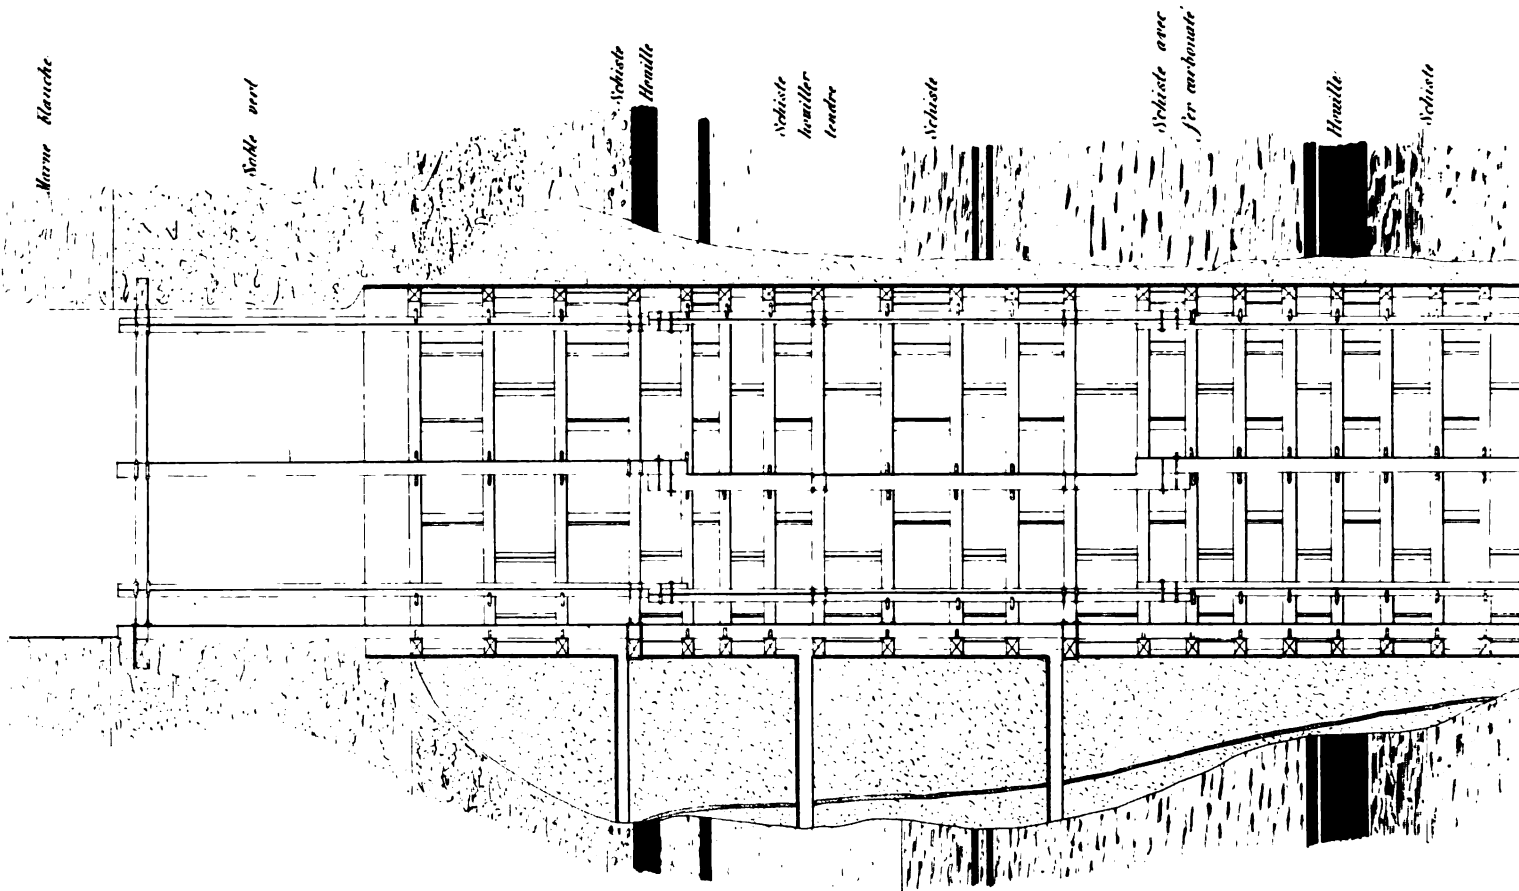 Marne Blanche
Sable vert
Schiste
Houille
Schiste
houiller
tendre
Schiste
Schiste avec
fer carbonaté
Houille
Schiste